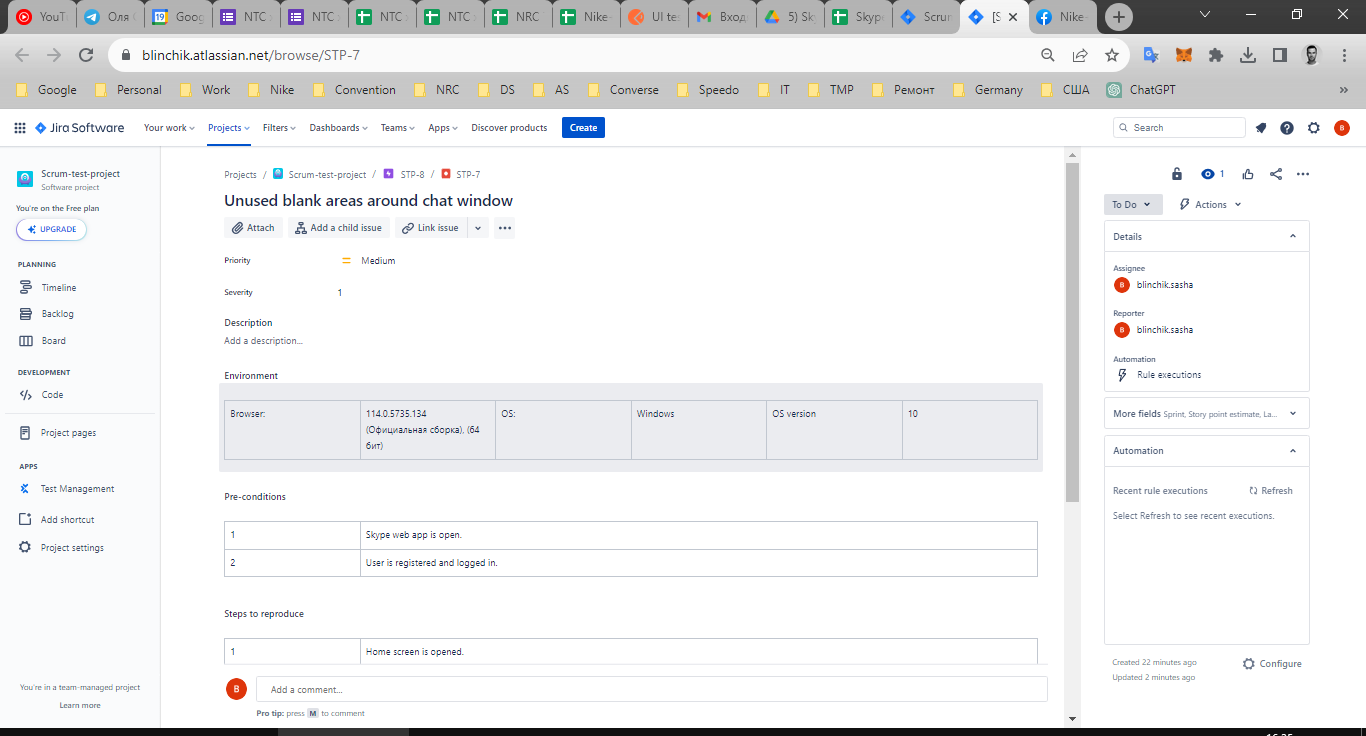 YouT
Оля
19
Goog
NTC
NTC
NTC
NTC
NRC
Nike-
UI te
Вход
5) Sk
Skyp
Scrun
[S
Nike-
blinchik.atlassian.net/browse/STP-7
Google
Personal
Work
Nike
Convention
NRC
DS
AS
Converse
Speedo
IT
TMP
Ремонт
Germany
США
ChatGPT
»
Jira Software
Your work
Projects
Filters
Dashboards
Teams
Apps
Discover products
Create
Search
B
Scrum-test-project
Software project
You're on the Free plan
UPGRADE
PLANNING
Timeline
Backlog
Board
DEVELOPMENT
Code
Project pages
APPS
Test Management
Add shortcut
Project settings
You're in a team-managed project
Learn more
Projects / Scrum-test-project / STP-8 / STP-7
Unused blank areas around chat window
Attach
Add a child issue
Link issue
Priority
Medium
Severity
1
Description
Add a description...
Environment
Browser:
114.0.5735.134
(Официальная сборка), (64
бит)
OS:
Windows
OS version
10
Pre-conditions
1
Skype web app is open.
2
User is registered and logged in.
Steps to reproduce
1
Home screen is opened.
B
Add a comment...
Pro tip: press M to comment
1
To Do
Actions
Details
Assignee
B
blinchik.sasha
Reporter
B
blinchik.sasha
Automation
Rule executions
More fields Sprint, Story point estimate, La...
Automation
Recent rule executions
Refresh
Select Refresh to see recent executions.
Created 22 minutes ago
Updated 2 minutes ago
Configure